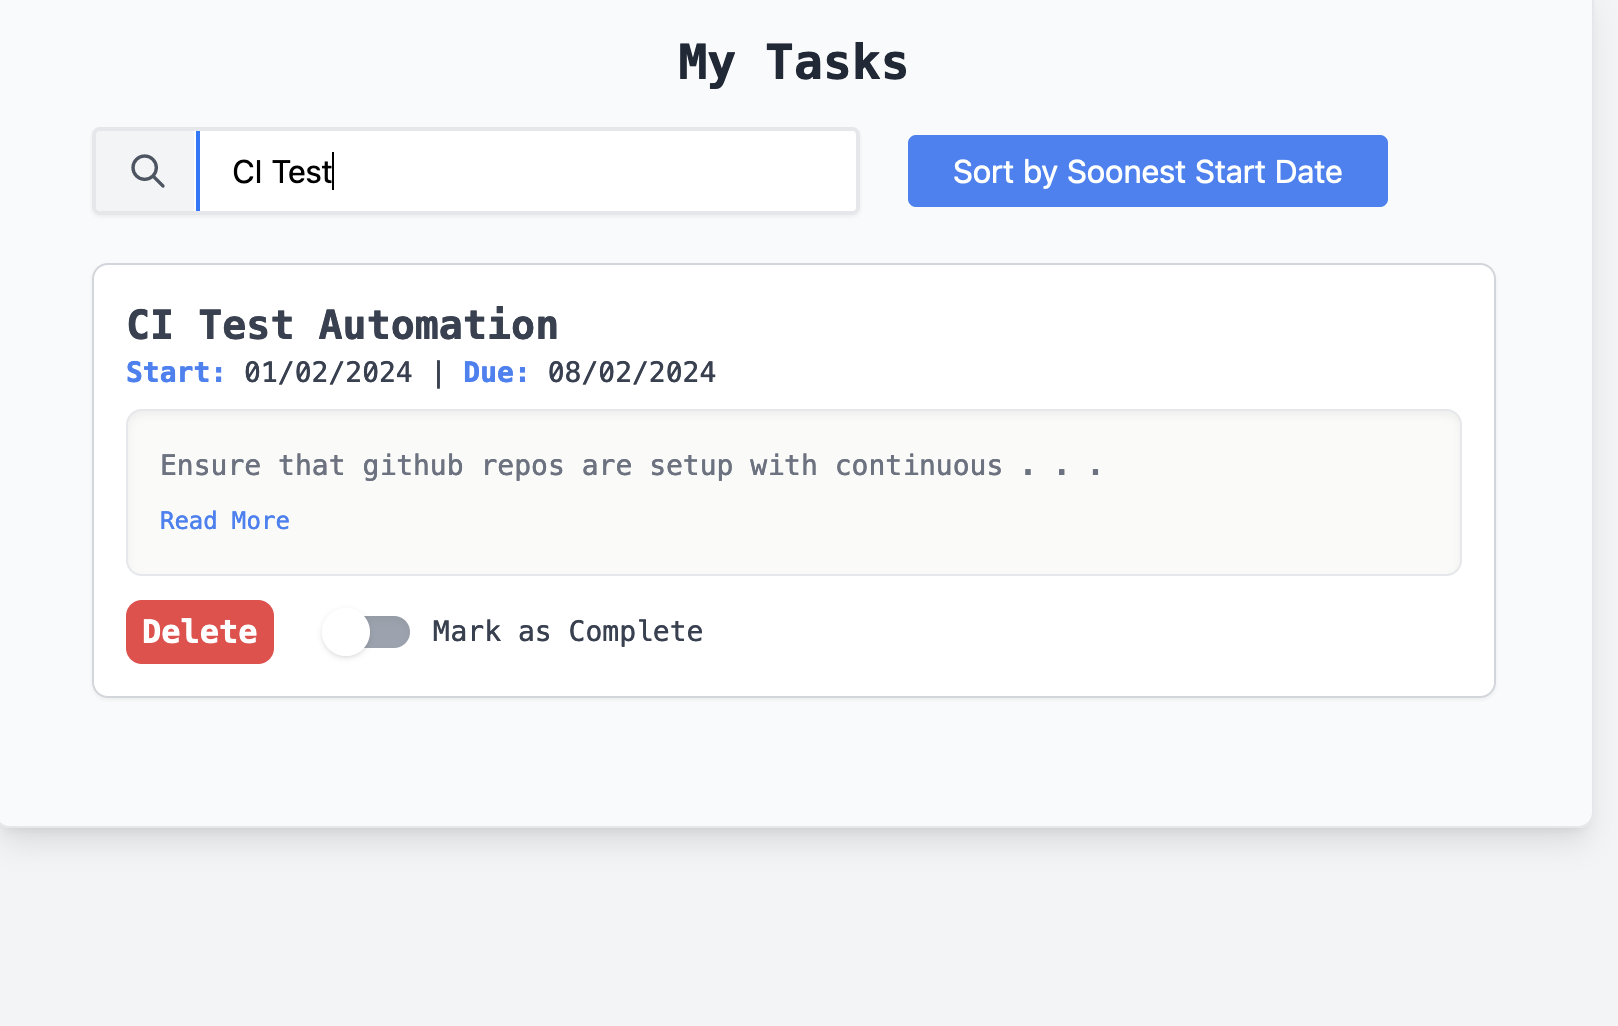 My Tasks
CI Test
Sort by Soonest Start Date
CI Test Automation
Start: 01/02/2024 | Due: 08/02/2024
Ensure that github repos are setup with continuous . . .
Read More
Delete
Mark as Complete